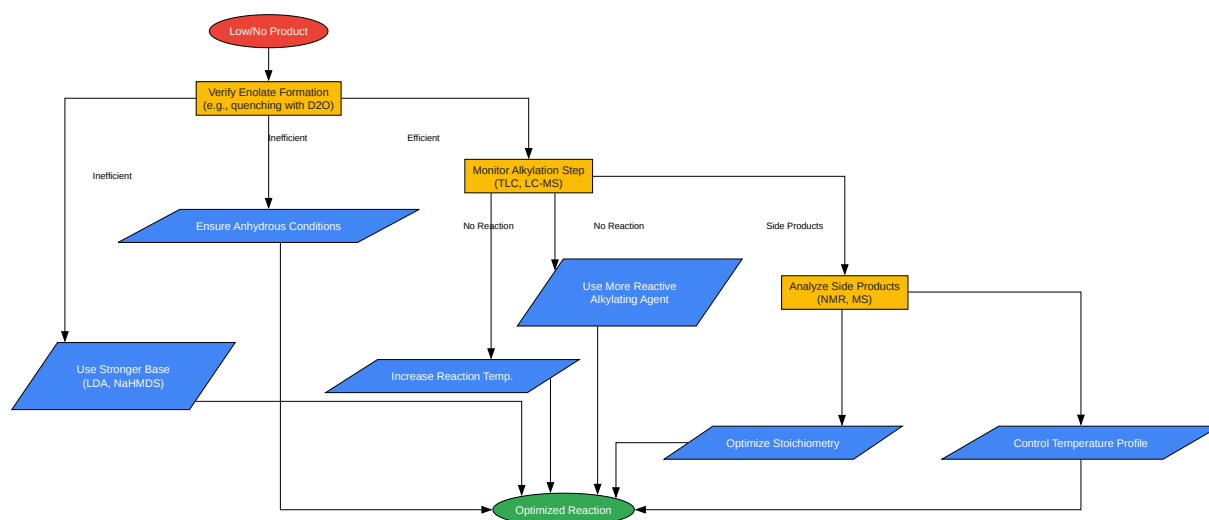 Low/No Product
Verify Enolate Formation
(e.g., quenching with D2O)
Inefficient
Efficient
Inefficient
Monitor Alkylation Step
(TLC, LC-MS)
Ensure Anhydrous Conditions
No Reaction
No Reaction
Side Products
Use More Reactive
Alkylating Agent
Analyze Side Products
(NMR, MS)
Use Stronger Base
(LDA, NaHMDS)
Increase Reaction Temp.
Optimize Stoichiometry
Control Temperature Profile
Optimized Reaction